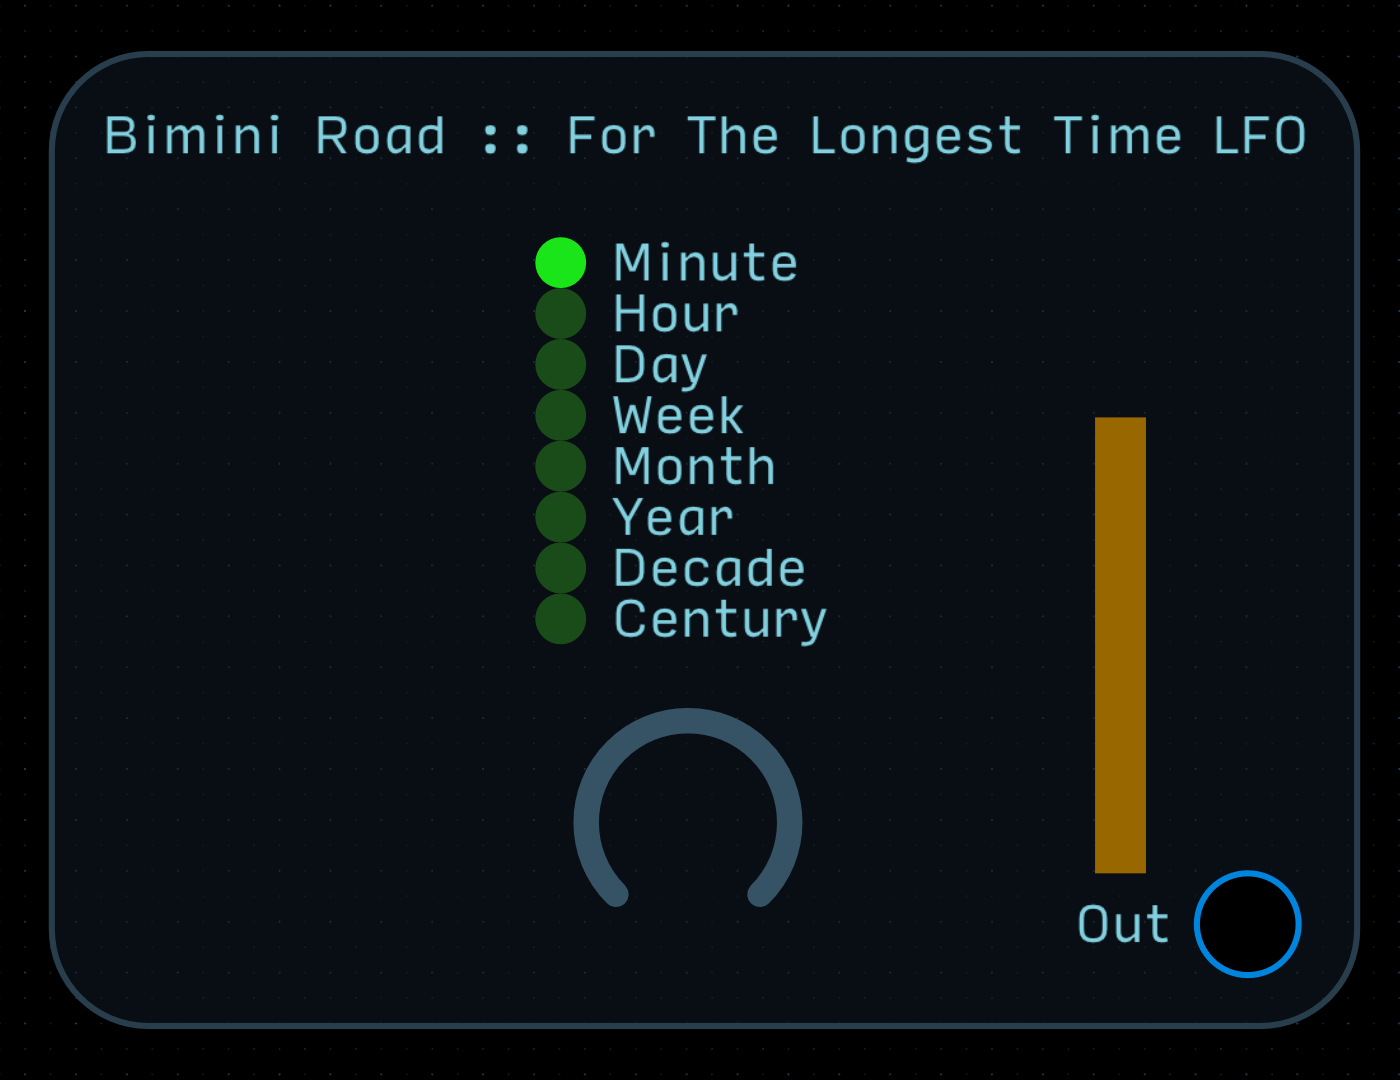 Bimini Road :: For The Longest Time LFO
Minute
Hour
Day
Week
Month
Year
Decade
Century
Out